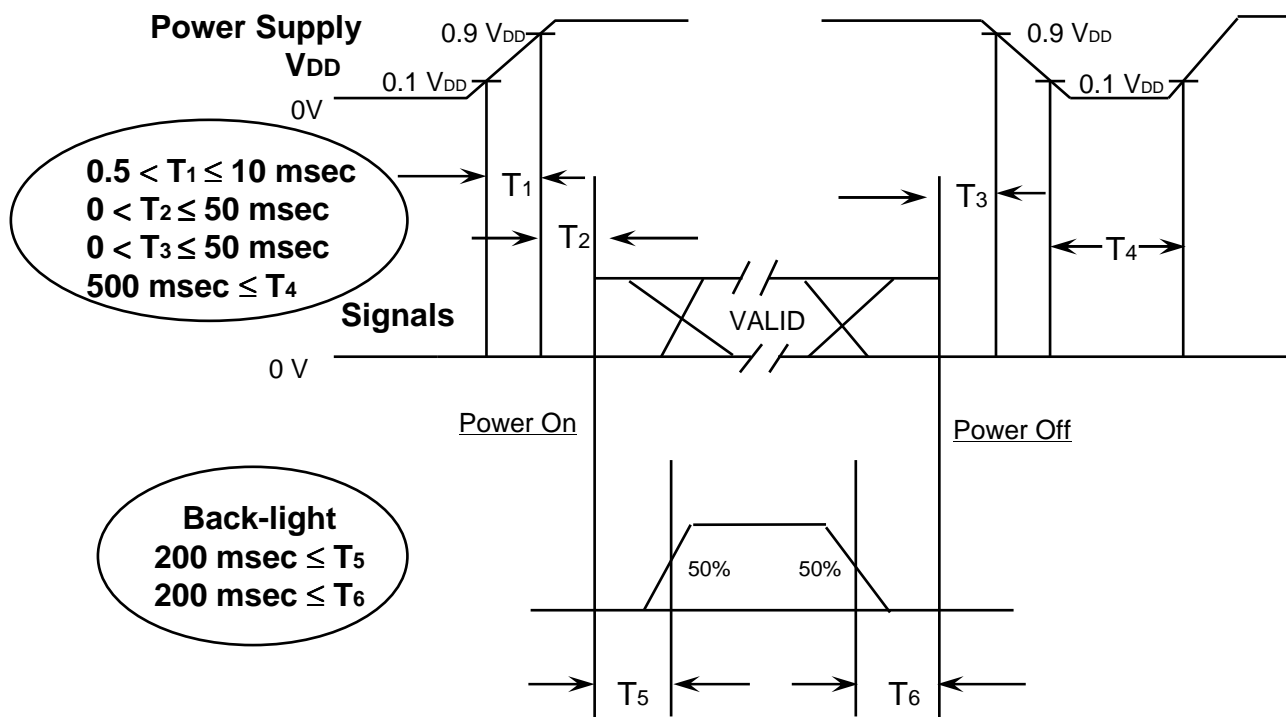 Power Supply
VDD
0.9 VDD
0.1 VDD
0V
0.9 VDD
0.1 VDD
0.5 < T1 ≤ 10 msec
0 < T2 ≤ 50 msec
0 < T3 ≤ 50 msec
500 msec ≤ T4
T1
T2
T3
T4
Signals
VALID
0 V
Power On
Power Off
Back-light
200 msec ≤ T5
200 msec ≤ T6
50%
50%
T5
T6